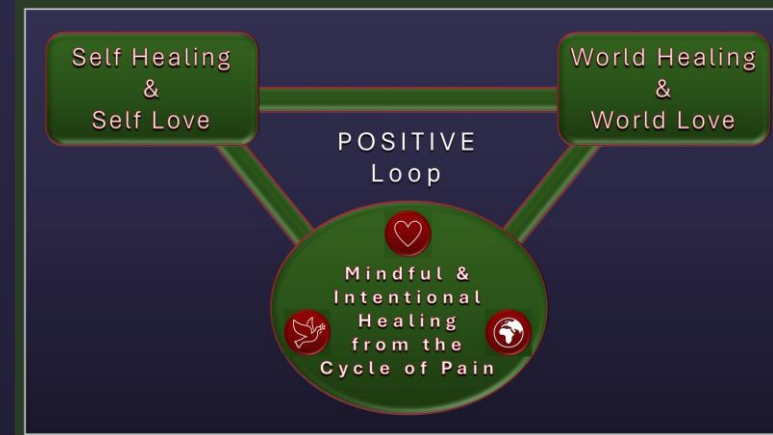 Self Healing
&
Self Love
World Healing
&
World Love
POSITIVE
Loop
Mindful &
Intentional
Healing
from the
Cycle of Pain